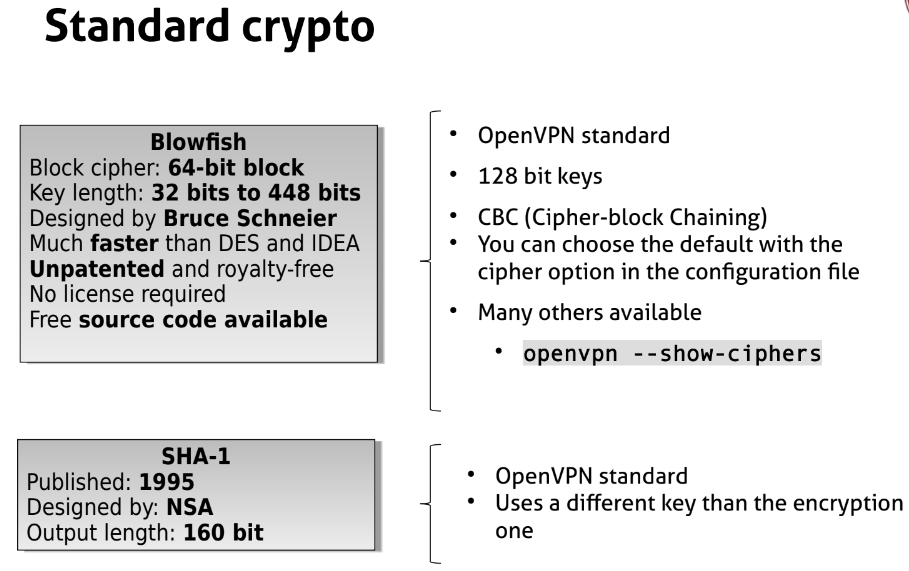 Standard crypto
Blowfish
Block cipher: 64-bit block
Key length: 32 bits to 448 bits
Designed by Bruce Schneier
Much faster than DES and IDEA
Unpatented and royalty-free
No license required
Free source code available
• OpenVPN standard
• 128 bit keys
• CBC (Cipher-block Chaining)
• You can choose the default with the
cipher option in the configuration file
• Many others available
• openvpn --show-ciphers
SHA-1
Published: 1995
Designed by: NSA
Output length: 160 bit
• OpenVPN standard
• Uses a different key than the encryption
one